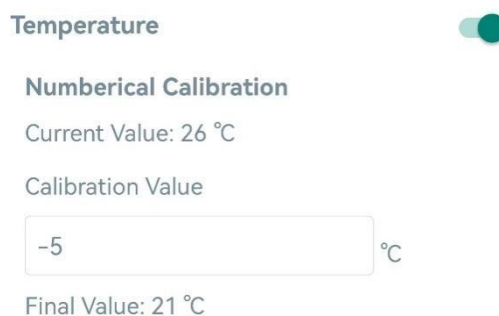 Temperature
Numberical Calibration
Current Value: 26 ℃
Calibration Value
-5
℃
Final Value: 21 ℃